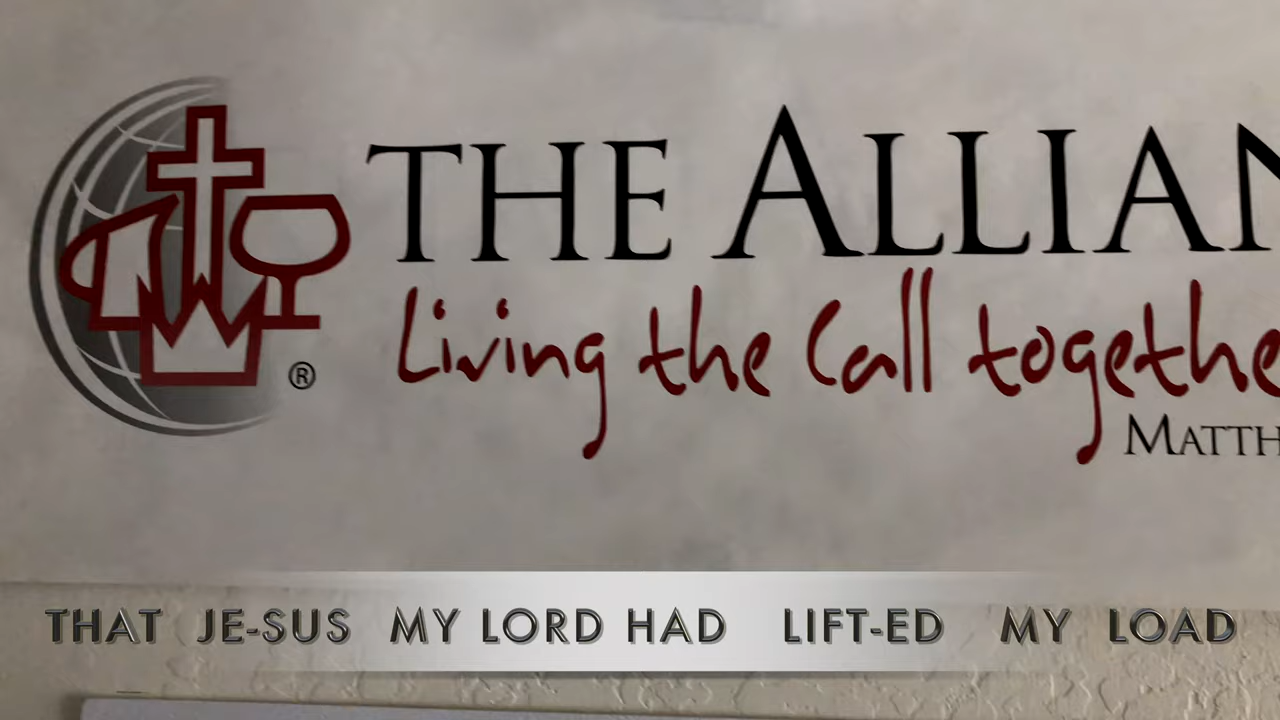 THE ALLIAN
Living the Call togethe
®
MATTH
THAT JE-SUS MY LORD HAD LIFT-ED MY LOAD